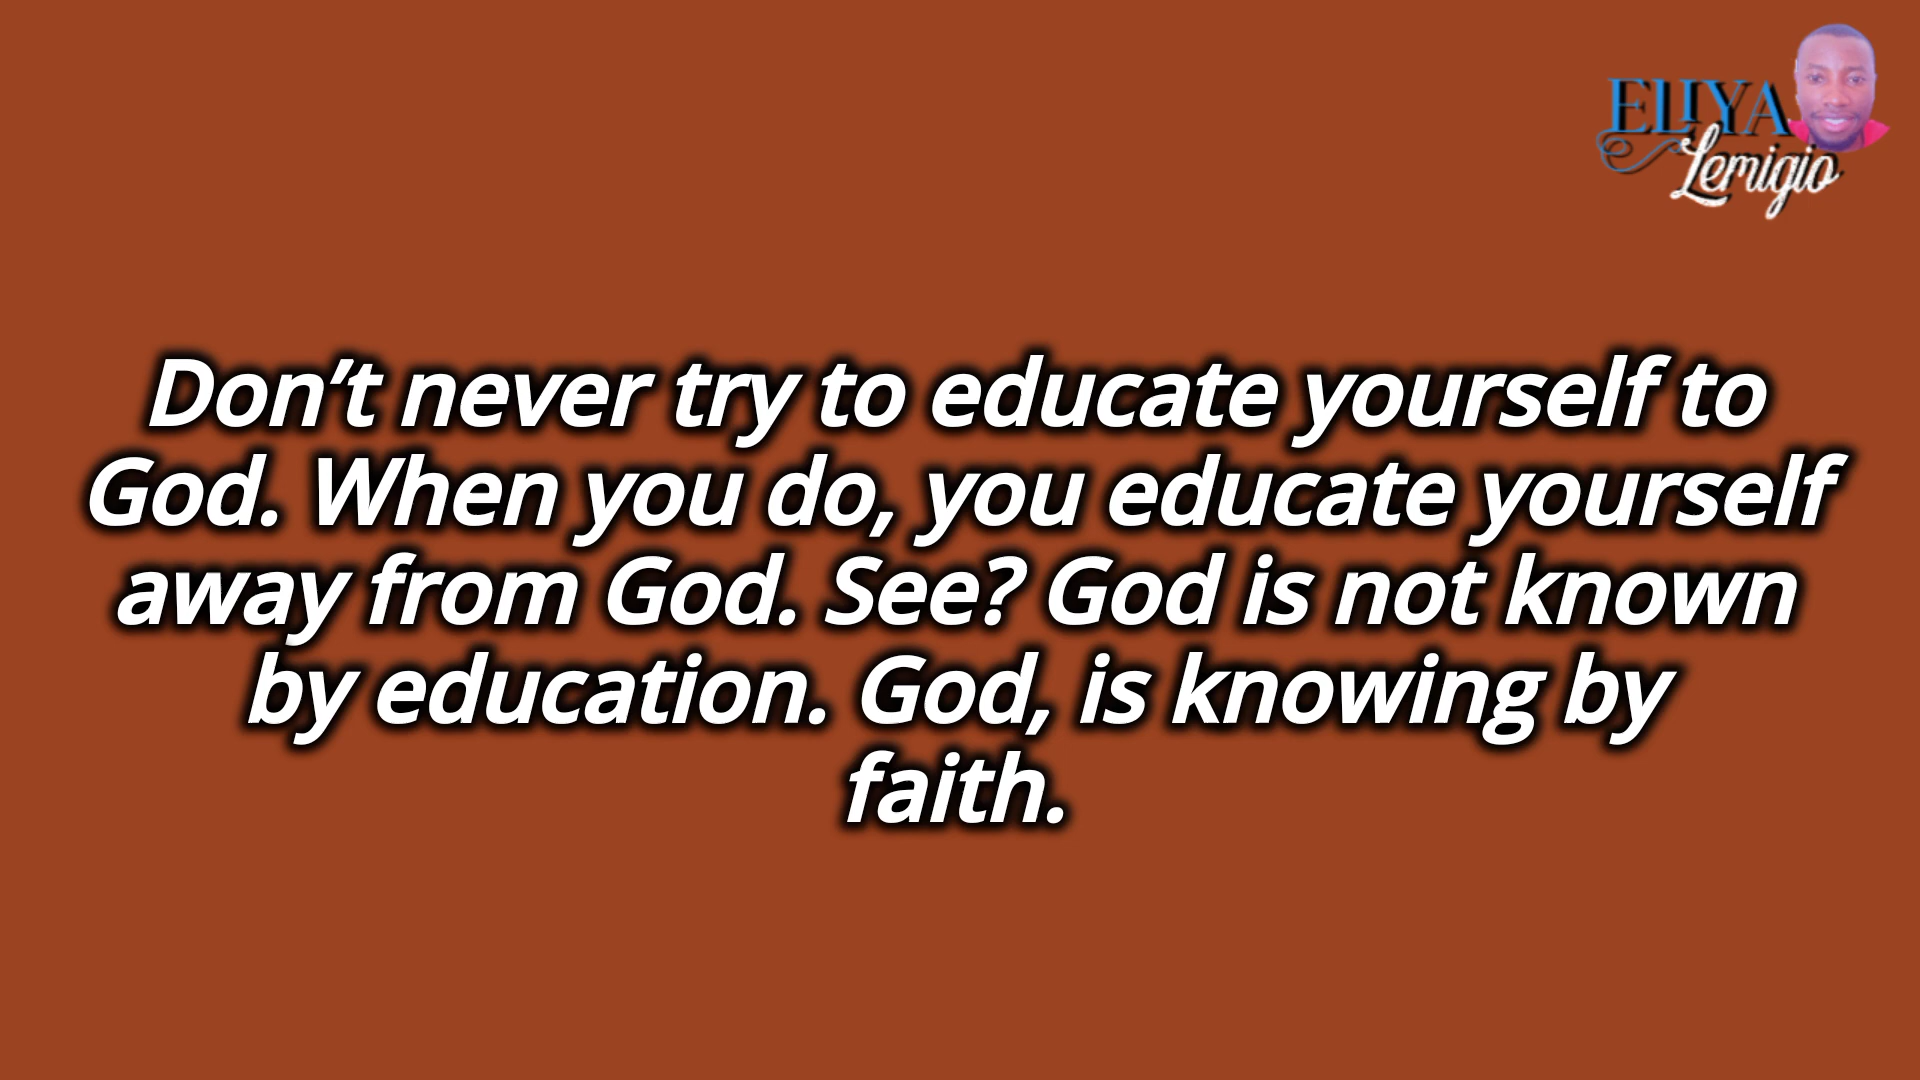 ELIYA
Lemigio
Don’t never try to educate yourself to
God. When you do, you educate yourself
away from God. See? God is not known
by education. God, is knowing by
faith.